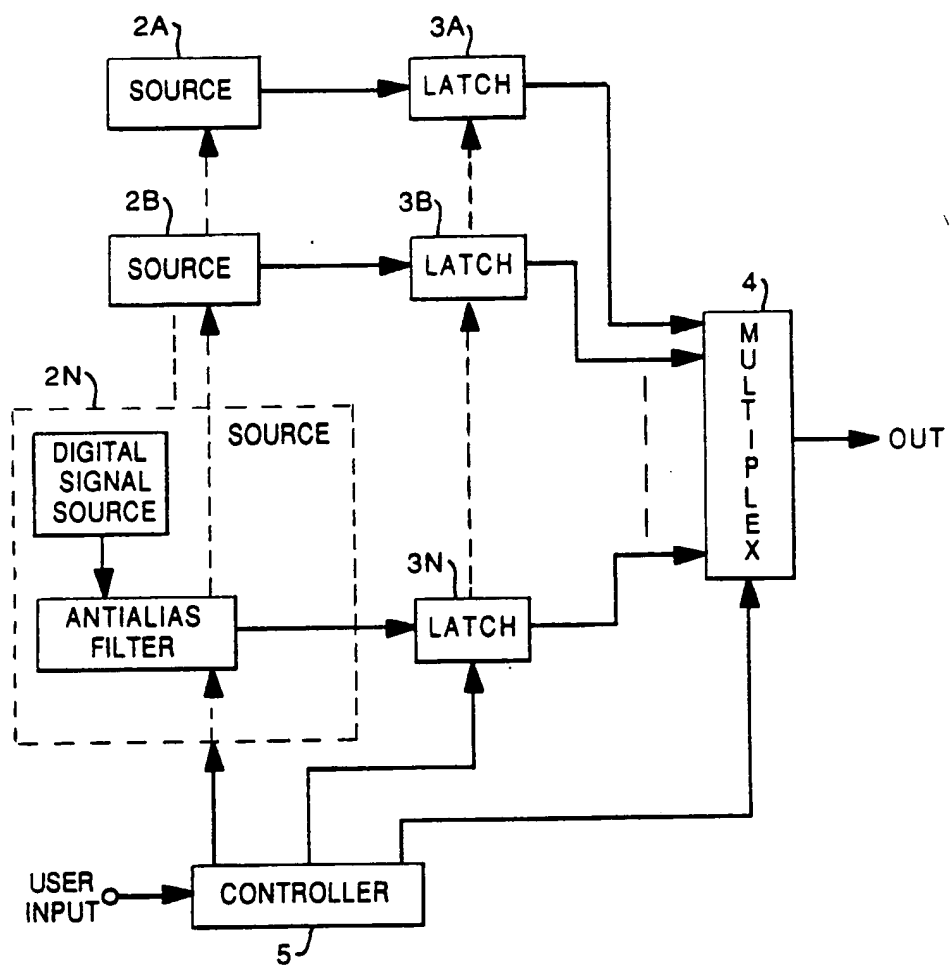 2A
3A
SOURCE
LATCH
2B
3B
SOURCE
LATCH
4
MULTIPLEX
2N
SOURCE
DIGITAL
SIGNAL
SOURCE
OUT
3N
ANTIALIAS
FILTER
LATCH
USER
INPUT
CONTROLLER
5